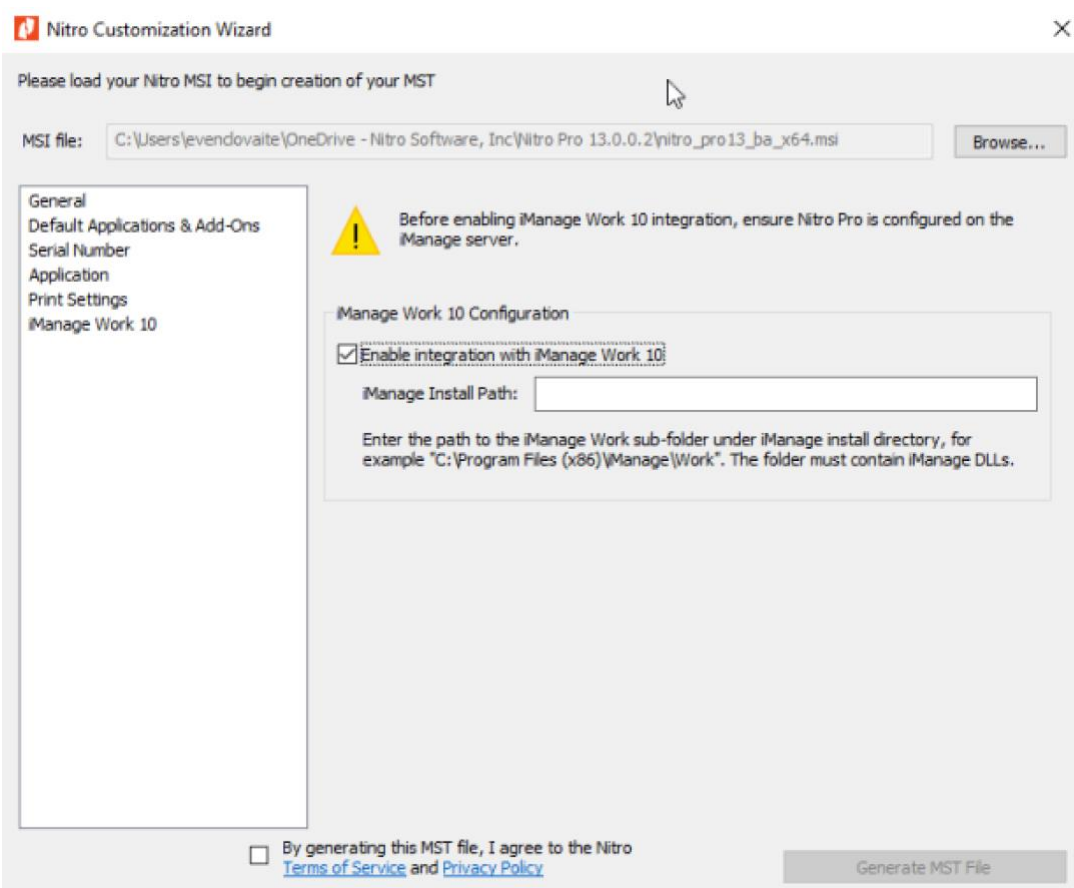 Nitro Customization Wizard
Please load your Nitro MSI to begin creation of your MST
MSI file:
C:\Users\evendovaite\OneDrive - Nitro Software, Inc\Nitro Pro 13.0.0.2\nitro_pro13_ba_x64.msi
Browse...
General
Default Applications & Add-Ons
Serial Number
Application
Print Settings
iManage Work 10
Before enabling iManage Work 10 integration, ensure Nitro Pro is configured on the
iManage server.
iManage Work 10 Configuration
Enable integration with iManage Work 10
iManage Install Path:
Enter the path to the iManage Work sub-folder under iManage install directory, for
example "C:\Program Files (x86)\iManage\Work". The folder must contain iManage DLLs.
By generating this MST file, I agree to the Nitro
Terms of Service and Privacy Policy
Generate MST File